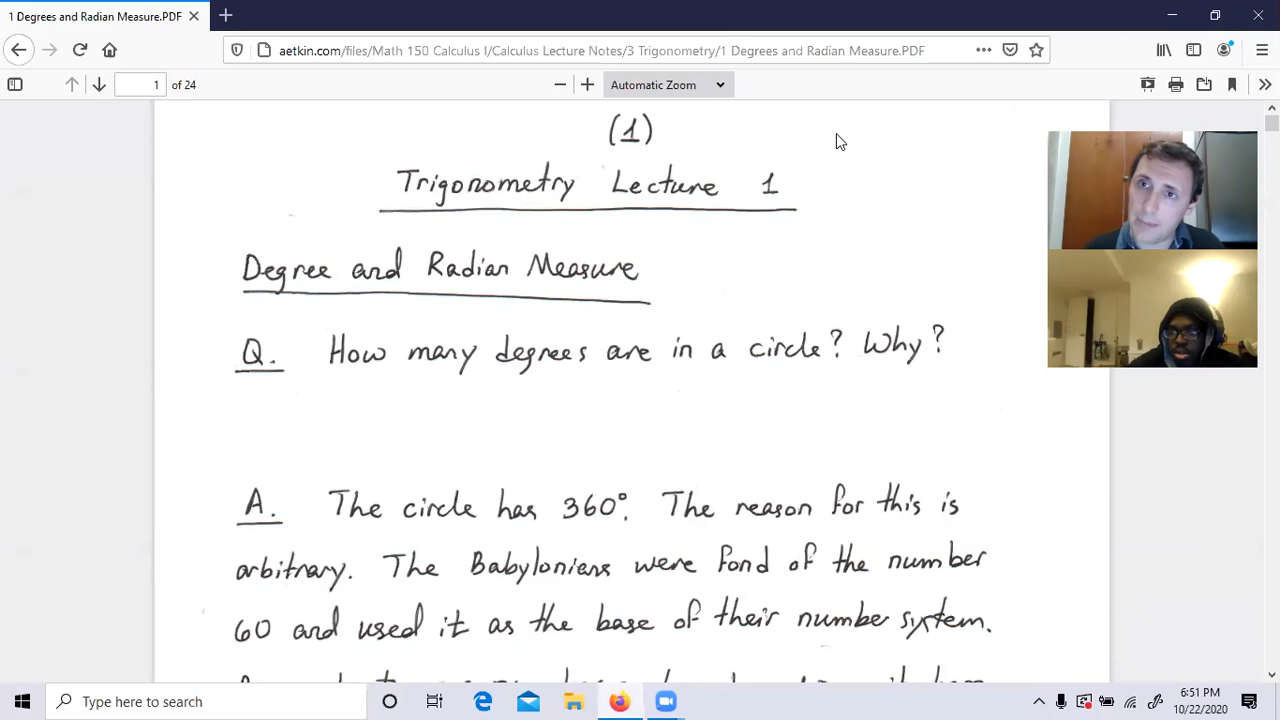 1 Degrees and Radian Measure.PDF
aetkin.com/files/Math 150 Calculus I/Calculus Lecture Notes/3 Trigonometry/1 Degrees and Radian Measure.PDF
1 of 24
Automatic Zoom
(1)
Trigonometry Lecture 1
Degree and Radian Measure
Q. How many degrees are in a circle? Why?
A. The circle has 360°. The reason for this is
arbitrary. The Babylonians were fond of the number
60 and used it as the base of their number system.
Type here to search
6:51 PM
10/22/2020